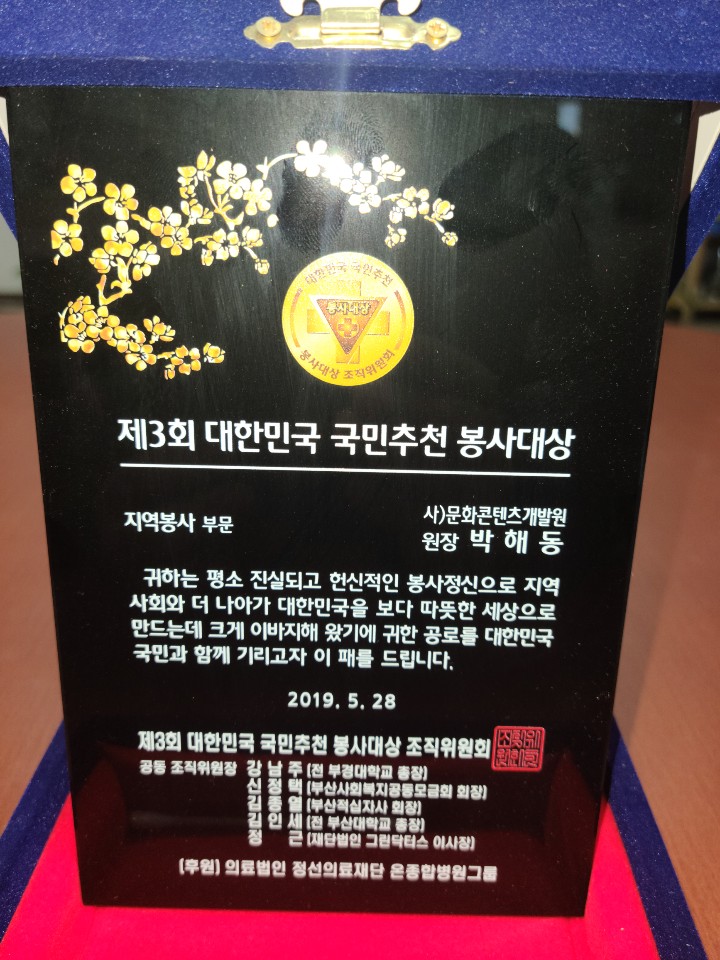 대한민국 국민추천
봉사대상
봉사대상 조직위원회
제3회 대한민국 국민추천 봉사대상
지역봉사 부문
사)문화콘텐츠개발원
원장 박해동
귀하는 평소 진실되고 헌신적인 봉사정신으로 지역
사회와 더 나아가 대한민국을 보다 따뜻한 세상으로
만드는데 크게 이바지해 왔기에 귀한 공로를 대한민국
국민과 함께 기리고자 이 패를 드립니다.
2019. 5. 28
제3회 대한민국 국민추천 봉사대상 조직위원회
공동 조직위원장 강남주 (전 부경대학교 총장)
신정택 (부산사회복지공동모금회 회장)
김종열 (부산적십자사 회장)
김인세 (전 부산대학교 총장)
정 근 (재단법인 그린닥터스 이사장)
(후원) 의료법인 정선의료재단 온종합병원그룹